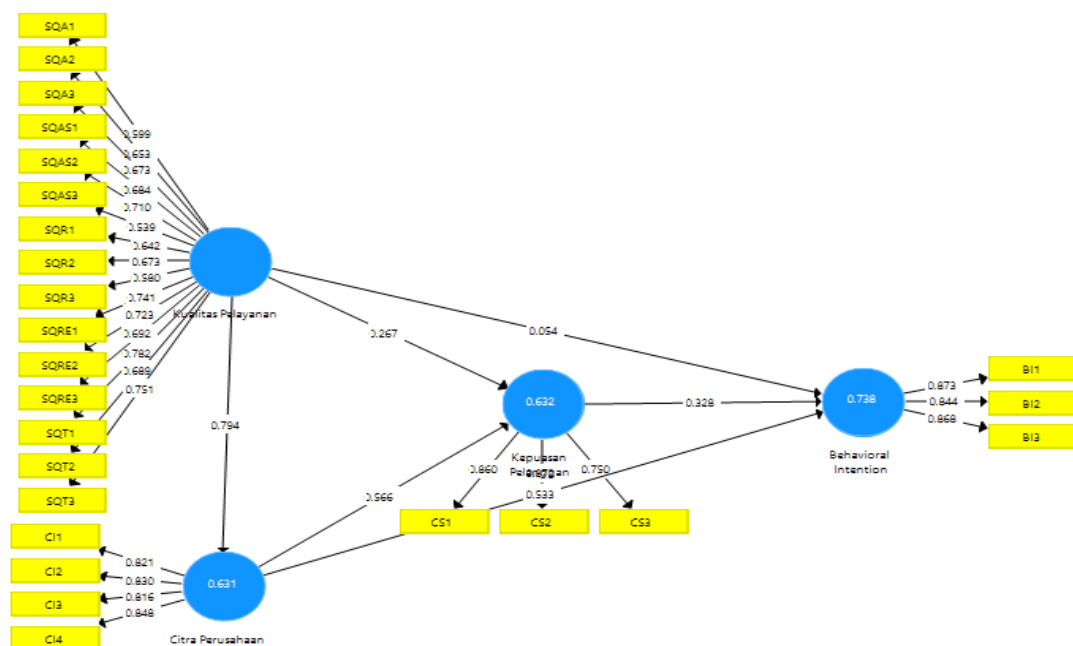 SQA1
SQA2
SQA3
SQAS1
SQAS2
SQAS3
SQR1
SQR2
SQR3
SQRE1
SQRE2
SQRE3
SQT1
SQT2
SQT3
0.599
0.653
0.673
0.684
0.710
0.539
0.642
0.673
0.580
0.741
0.723
0.692
0.782
0.689
0.751
Kualitas Pelayanan
0.267
0.054
0.794
0.632
Kepuasan
Pelanggan
0.328
0.566
0.533
0.860
0.750
CS1
CS2
CS3
0.738
Behavioral
Intention
0.873
0.844
0.868
BI1
BI2
BI3
CI1
CI2
CI3
CI4
0.821
0.830
0.816
0.848
0.631
Citra Perusahaan